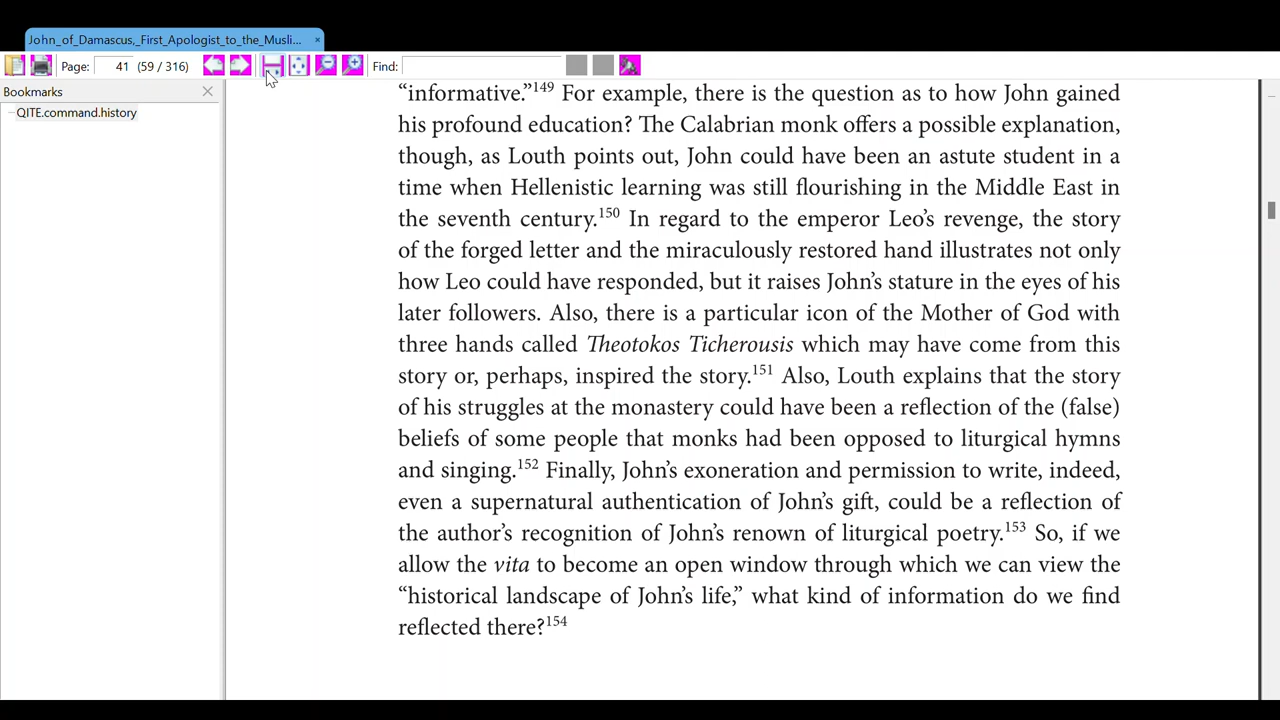 John_of_Damascus,_First_Apologist_to_the_Musli... ×
Page: 41 (59 / 316) Find:
Bookmarks
QITE.command.history
“informative.”149 For example, there is the question as to how John gained
his profound education? The Calabrian monk offers a possible explanation,
though, as Louth points out, John could have been an astute student in a
time when Hellenistic learning was still flourishing in the Middle East in
the seventh century.150 In regard to the emperor Leo’s revenge, the story
of the forged letter and the miraculously restored hand illustrates not only
how Leo could have responded, but it raises John’s stature in the eyes of his
later followers. Also, there is a particular icon of the Mother of God with
three hands called Theotokos Ticherousis which may have come from this
story or, perhaps, inspired the story.151 Also, Louth explains that the story
of his struggles at the monastery could have been a reflection of the (false)
beliefs of some people that monks had been opposed to liturgical hymns
and singing.152 Finally, John’s exoneration and permission to write, indeed,
even a supernatural authentication of John’s gift, could be a reflection of
the author’s recognition of John’s renown of liturgical poetry.153 So, if we
allow the vita to become an open window through which we can view the
“historical landscape of John’s life,” what kind of information do we find
reflected there?154